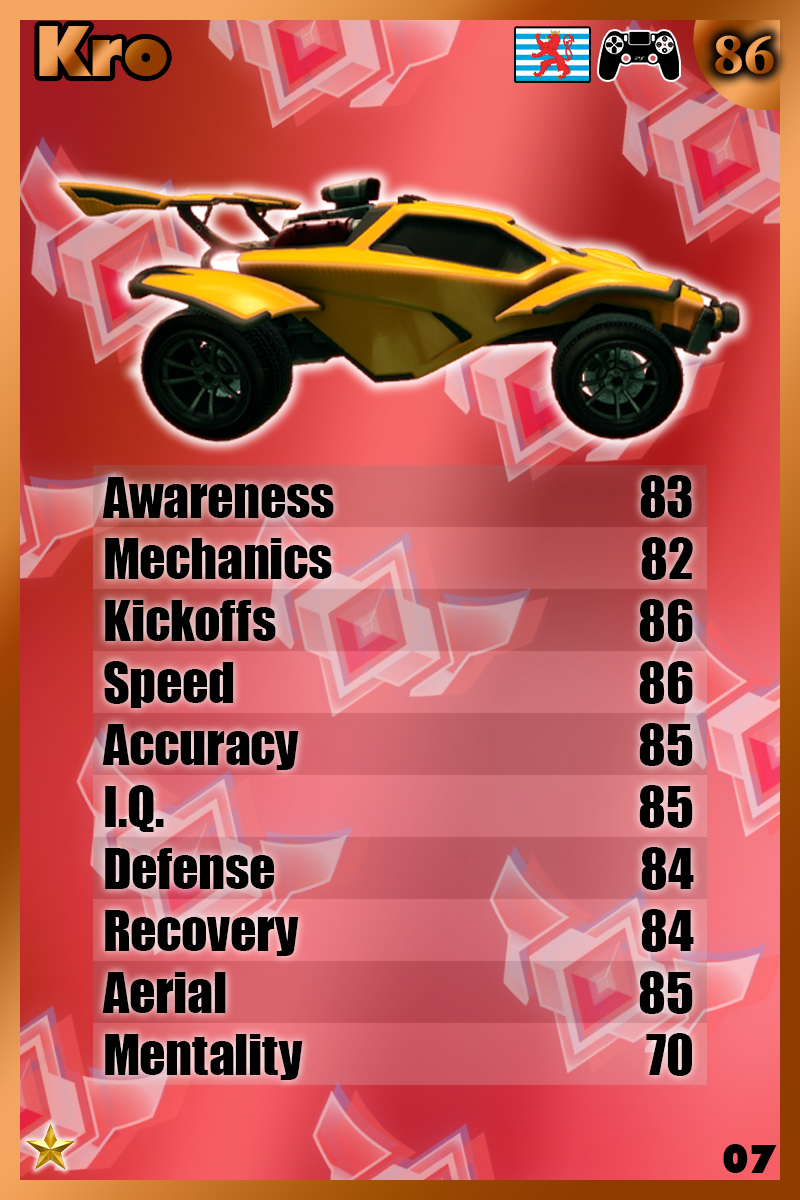 Kro 86
Awareness 83
Mechanics 82
Kickoffs 86
Speed 86
Accuracy 85
I.Q. 85
Defense 84
Recovery 84
Aerial 85
Mentality 70
07